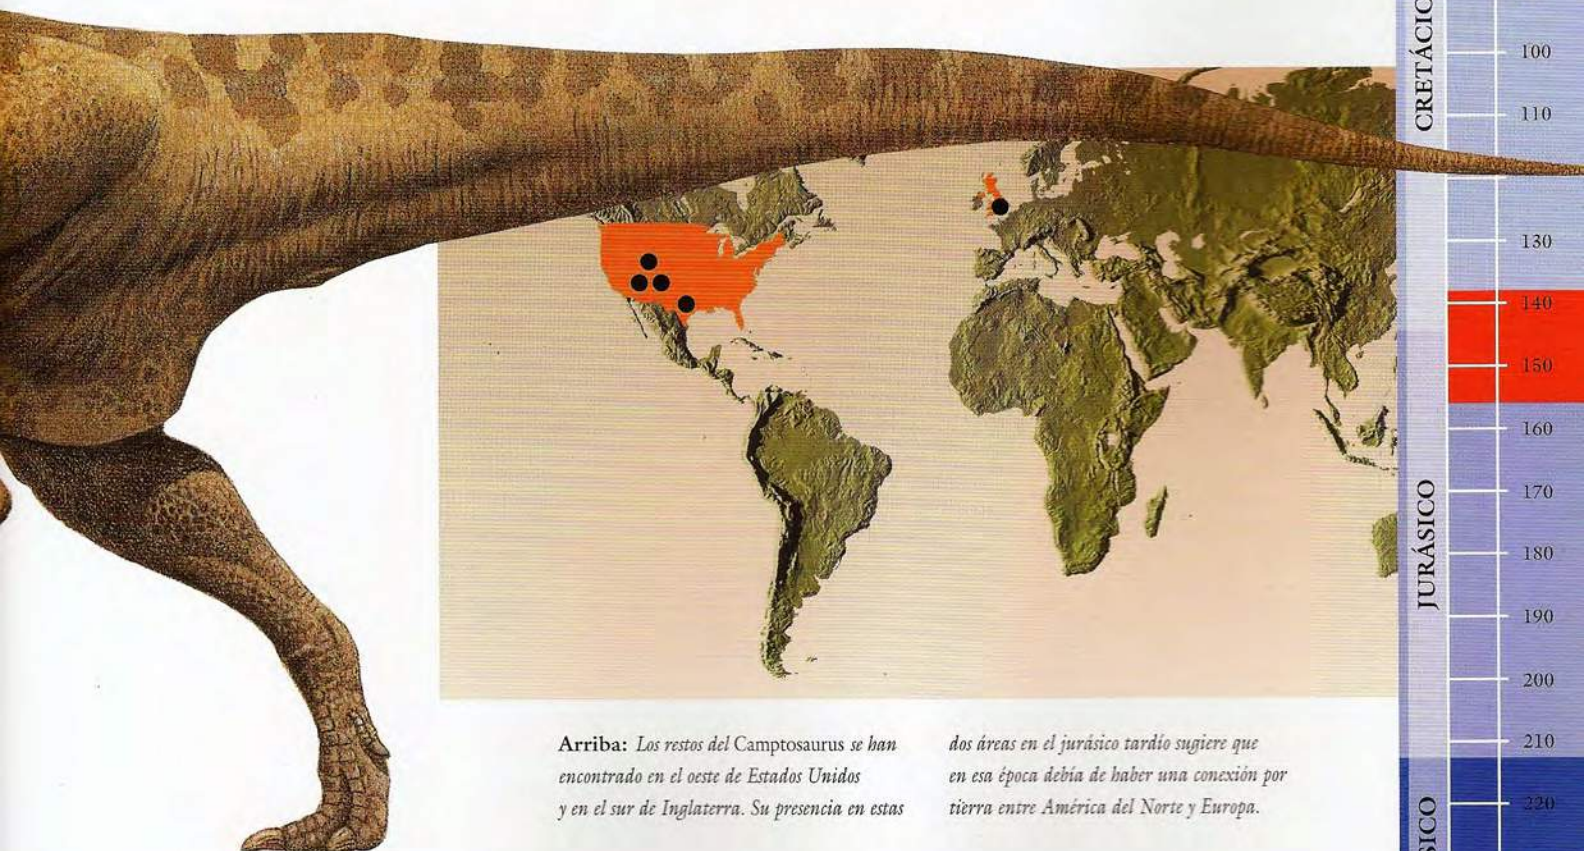 Arriba: Los restos del Camptosaurus se han
encontrado en el oeste de Estados Unidos
y en el sur de Inglaterra. Su presencia en estas
dos áreas en el jurásico tardío sugiere que
en esa época debía de haber una conexión por
tierra entre América del Norte y Europa.
CRETÁCIO
JURÁSICO
SICO
100
110
130
140
150
160
170
180
190
200
210
220